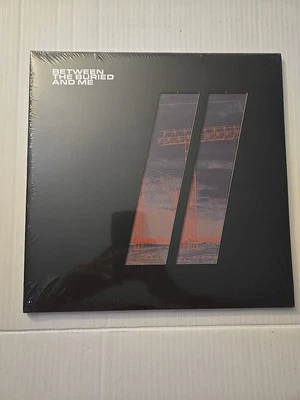 BETWEEN
THE BURIED
AND ME